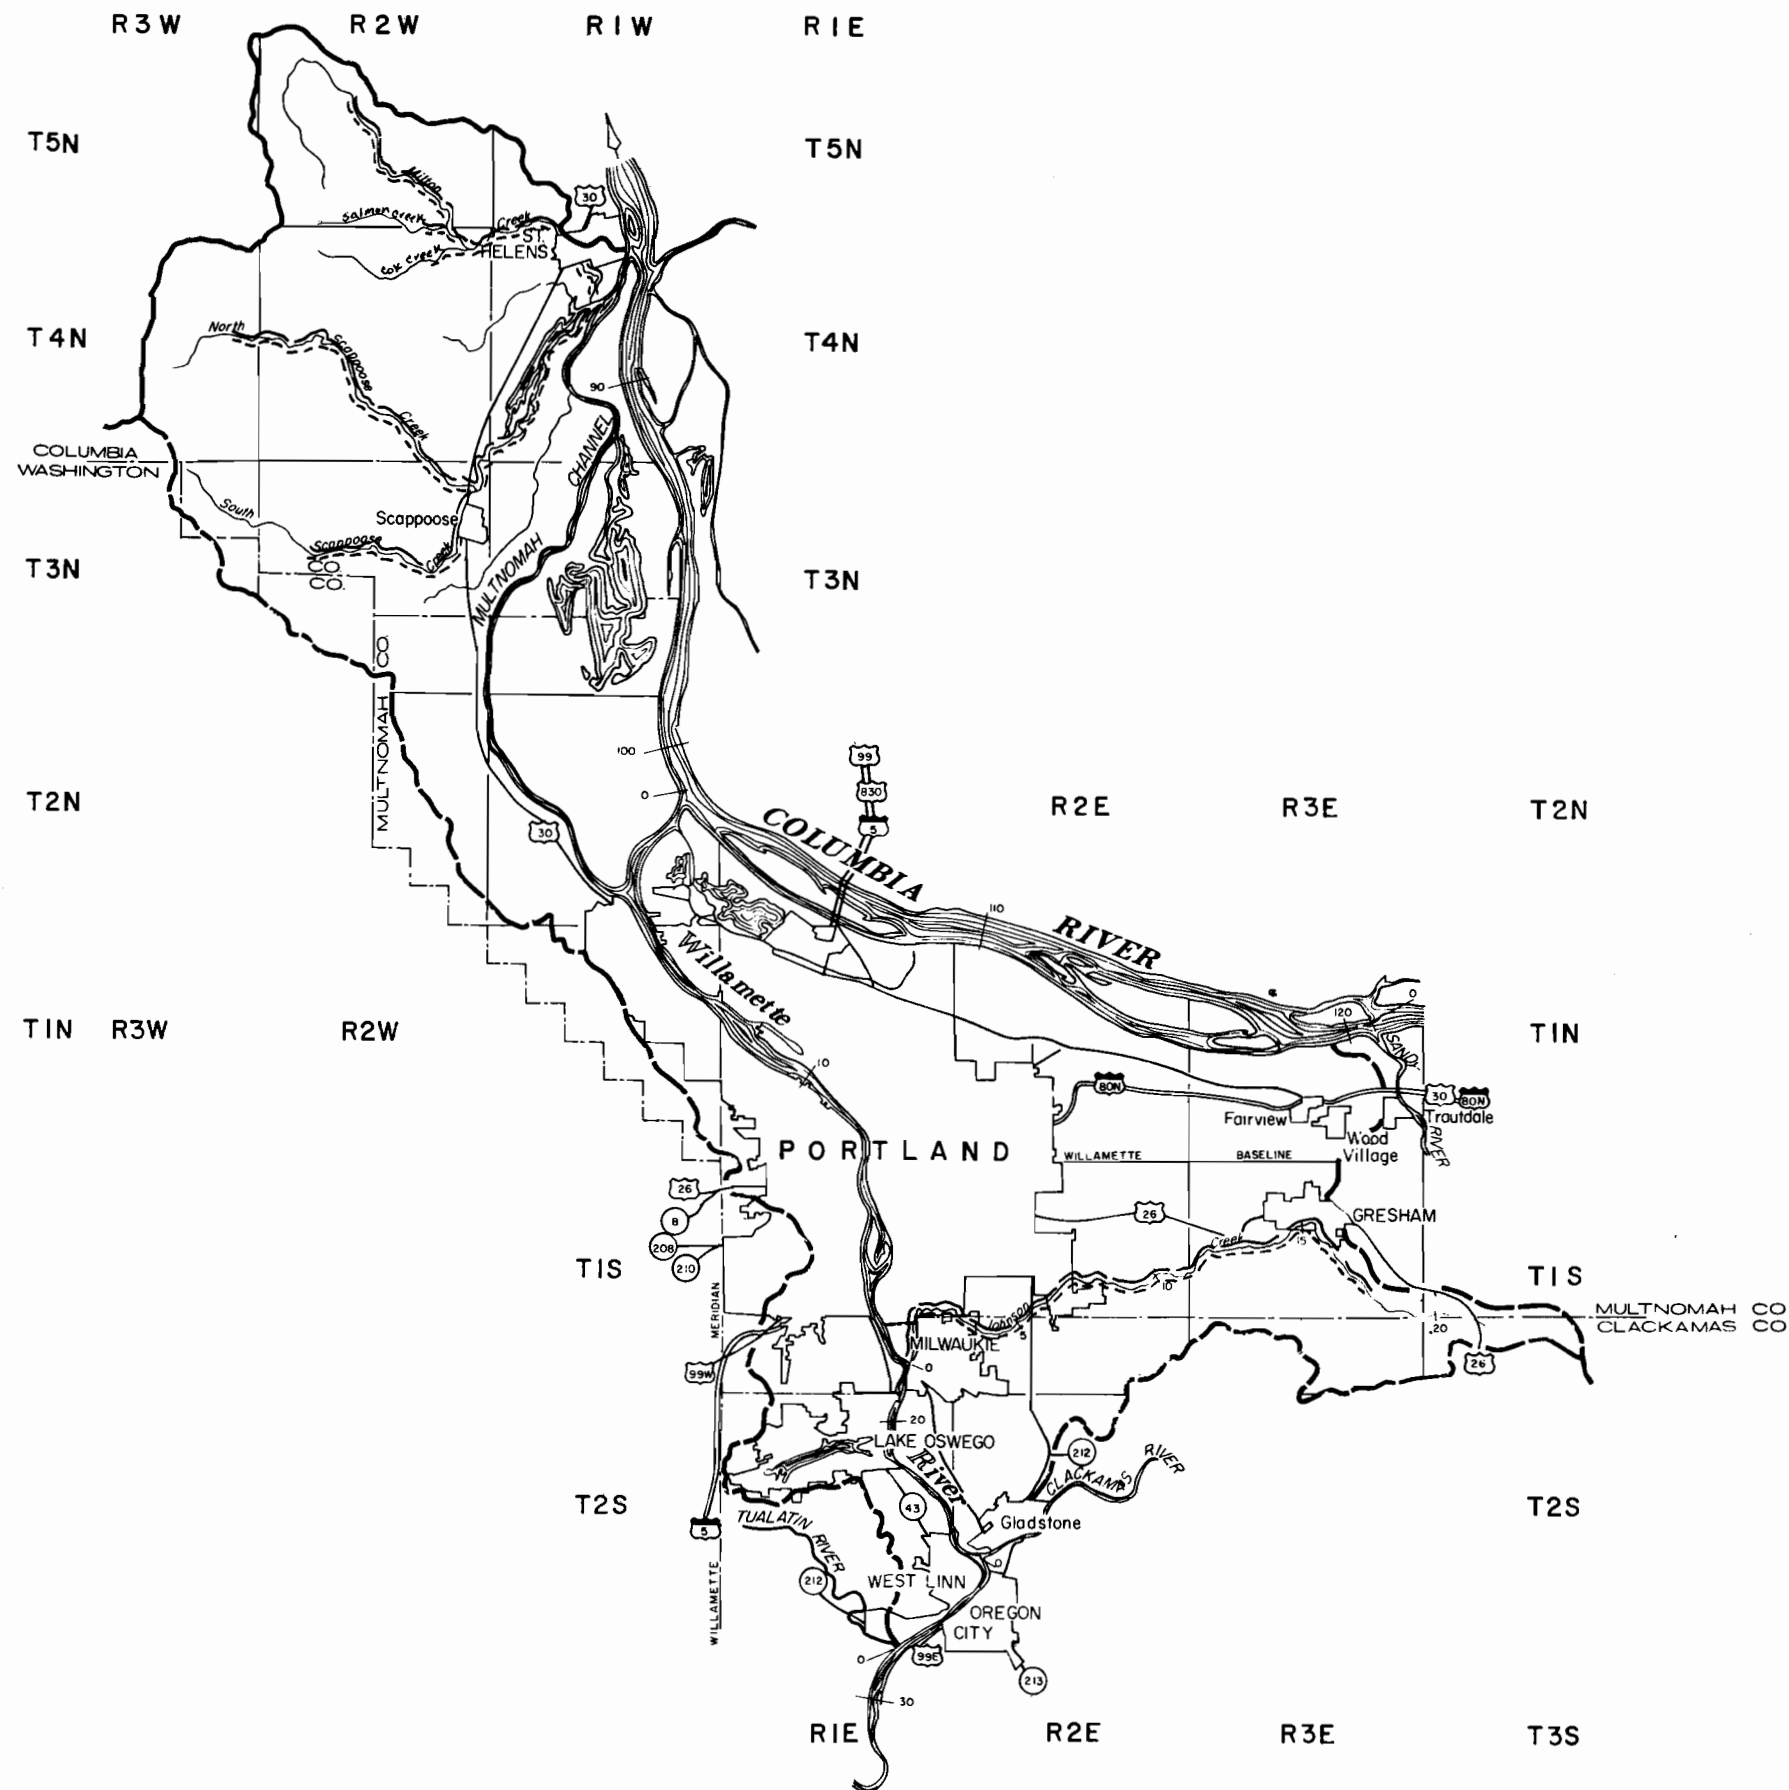 R3W R2W R1W R1E
T5N T5N
30
Milton
Salmon Creek
Creek
ST. HELENS
Cox Creek
T4N T4N
North Scappoose Creek
90
COLUMBIA
WASHINGTON
CHANNEL
South Scappoose Creek
Scappoose
CO.
CO.
MULTNOMAH
T3N T3N
MULTNOMAH CO.
100
99
830
5
0
T2N R2E R3E T2N
30
COLUMBIA RIVER
110
Willamette
0
120
T1N R3W R2W T1N
SANDY RIVER
10
80N
30
80N
Fairview
Troutdale
Wood
Village
PORTLAND
WILLAMETTE BASELINE
26
8
26
GRESHAM
208
210
Creek
15
T1S T1S
10
MERIDIAN
Johnson
5
MULTNOMAH CO
CLACKAMAS CO
20
MILWAUKIE
0
99W
26
20
LAKE OSWEGO
212
River
CLACKAMAS RIVER
T2S T2S
43
5
TUALATIN RIVER
Gladstone
0
212
WEST LINN
WILLAMETTE
OREGON
CITY
0
99E
213
30
R1E R2E R3E T3S